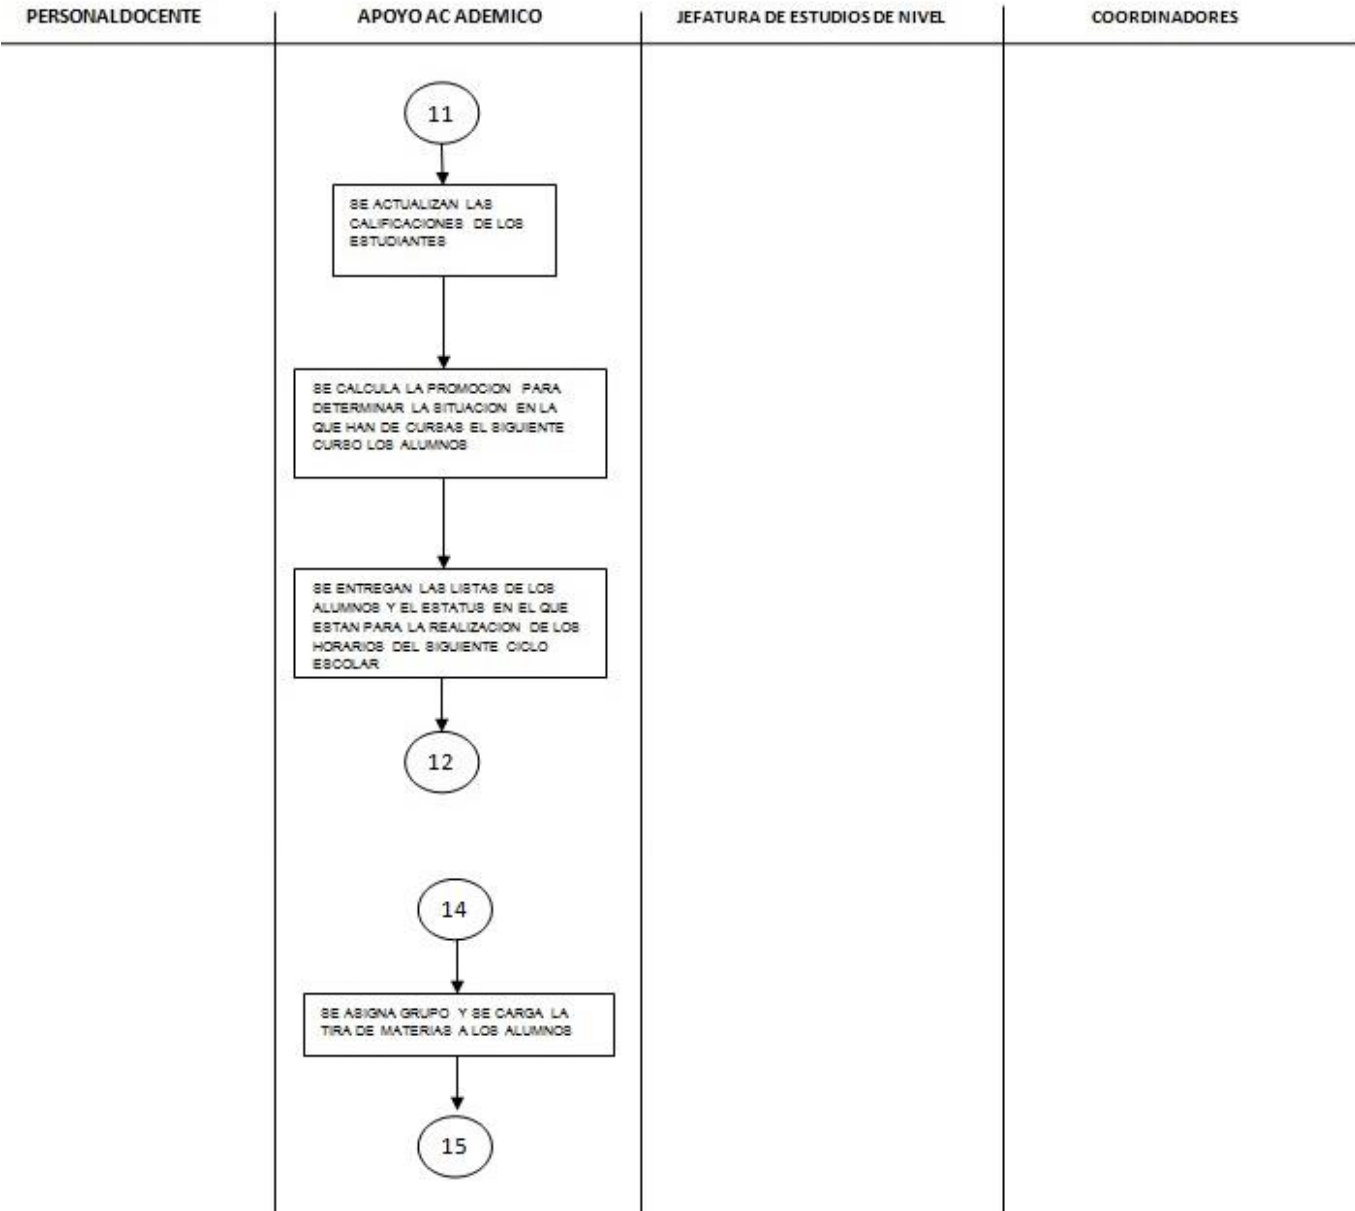 PERSONAL DOCENTE
APOYO AC ADEMICO
JEFATURA DE ESTUDIOS DE NIVEL
COORDINADORES
11
SE ACTUALIZAN LAS
CALIFICACIONES DE LOS
ESTUDIANTES
SE CALCULA LA PROMOCION PARA
DETERMINAR LA SITUACION EN LA
QUE HAN DE CURSAS EL SIGUIENTE
CURSO LOS ALUMNOS
SE ENTREGAN LAS LISTAS DE LOS
ALUMNOS Y EL ESTATUS EN EL QUE
ESTAN PARA LA REALIZACION DE LOS
HORARIOS DEL SIGUIENTE CICLO
ESCOLAR
12
14
SE ASIGNA GRUPO Y SE CARGA LA
TIRA DE MATERIAS A LOS ALUMNOS
15